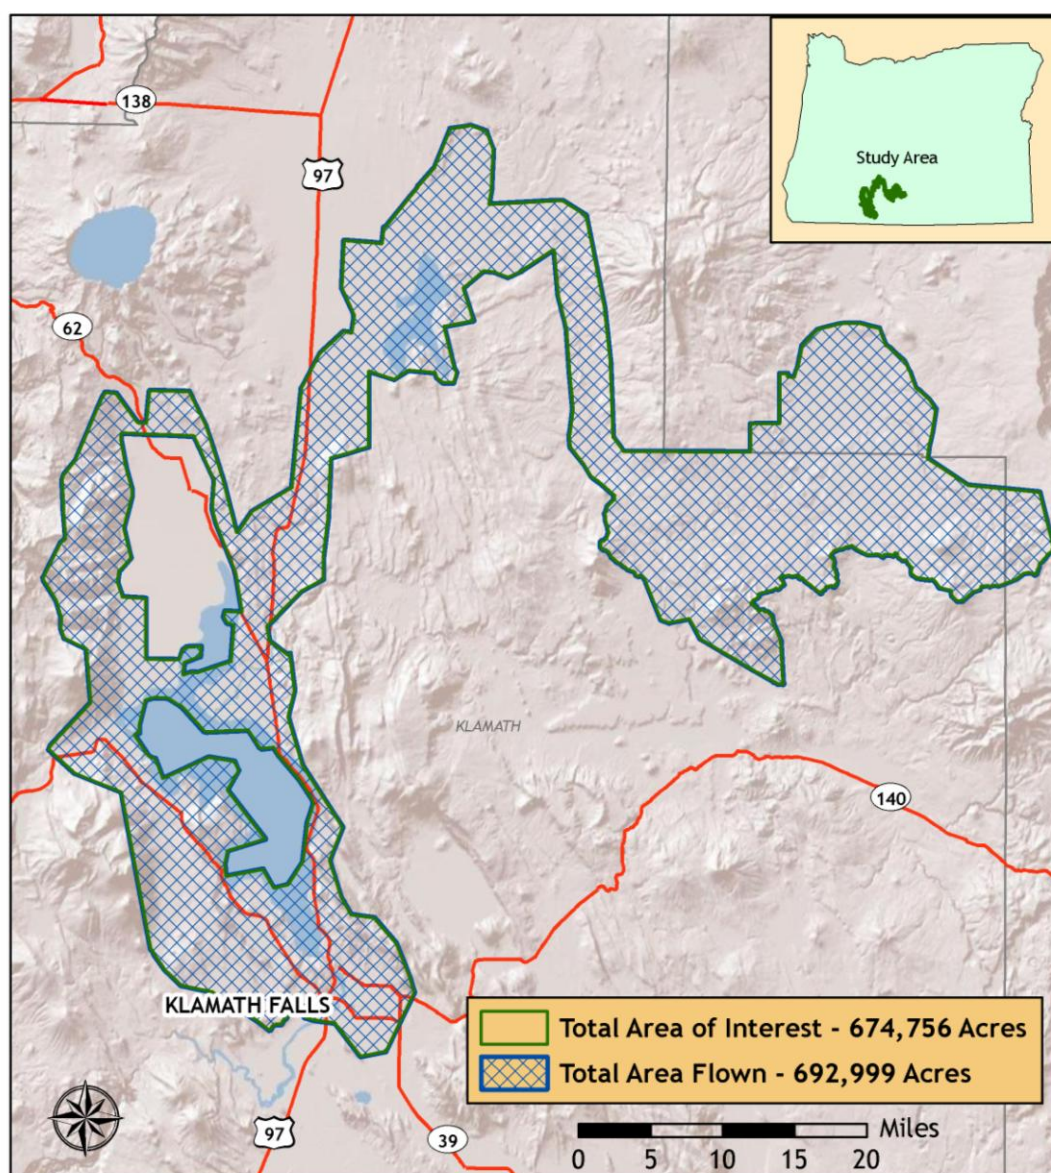 138
97
Study Area
62
KLAMATH
140
KLAMATH FALLS
Total Area of Interest - 674,756 Acres
Total Area Flown - 692,999 Acres
97
39
Miles
0 5 10 15 20